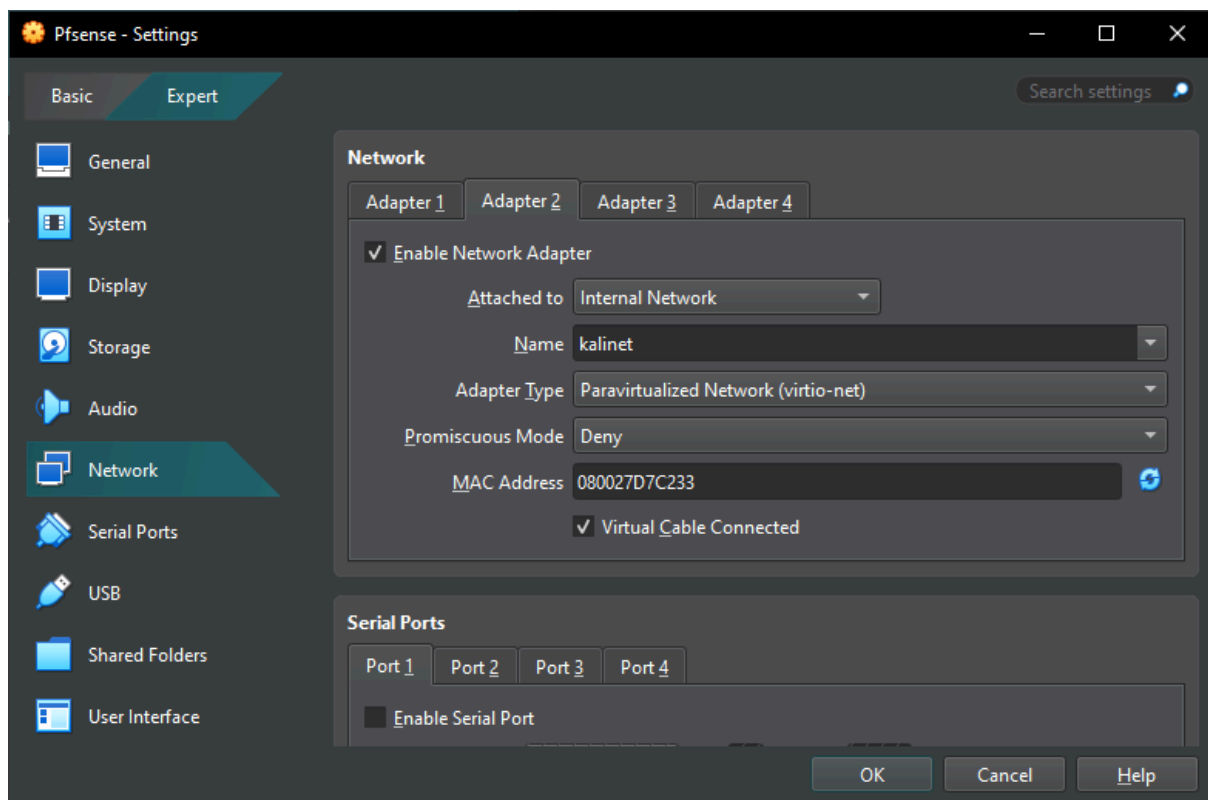 Pfsense - Settings
Basic Expert Search settings
General
System
Display
Storage
Audio
Network
Serial Ports
USB
Shared Folders
User Interface
Network
Adapter 1 Adapter 2 Adapter 3 Adapter 4
Enable Network Adapter
Attached to Internal Network
Name kalinet
Adapter Type Paravirtualized Network (virtio-net)
Promiscuous Mode Deny
MAC Address 080027D7C233
Virtual Cable Connected
Serial Ports
Port 1 Port 2 Port 3 Port 4
Enable Serial Port
OK Cancel Help